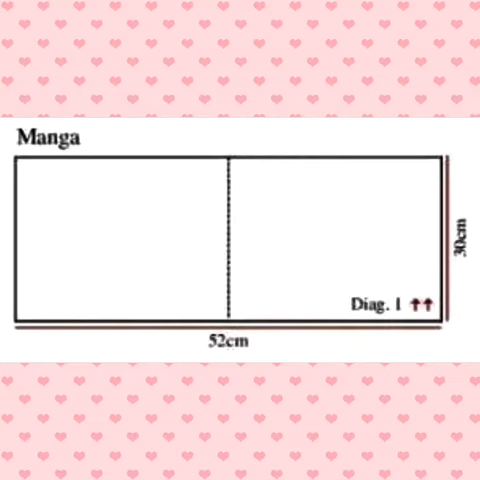 Manga
30cm
Diag. 1 ↑↑
52cm